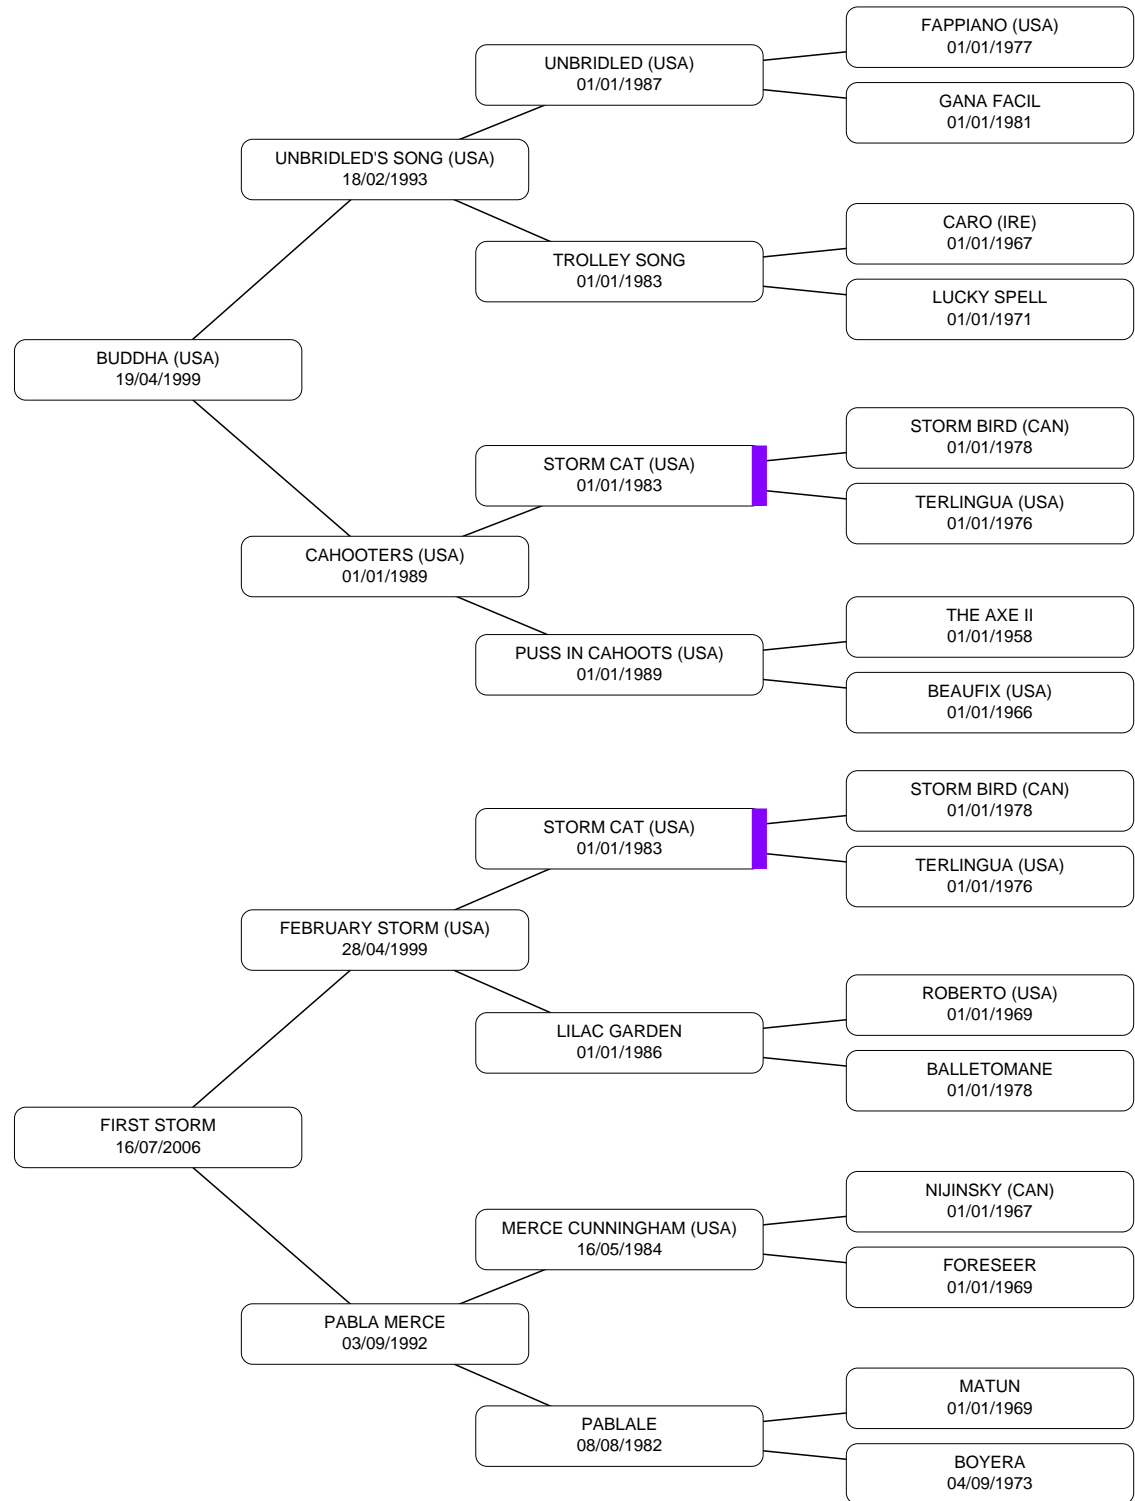 FAPPIANO (USA)
01/01/1977
UNBRIDLED (USA)
01/01/1987
GANA FACIL
01/01/1981
UNBRIDLED'S SONG (USA)
18/02/1993
CARO (IRE)
01/01/1967
TROLLEY SONG
01/01/1983
LUCKY SPELL
01/01/1971
BUDDHA (USA)
19/04/1999
STORM BIRD (CAN)
01/01/1978
STORM CAT (USA)
01/01/1983
TERLINGUA (USA)
01/01/1976
CAHOOTERS (USA)
01/01/1989
THE AXE II
01/01/1958
PUSS IN CAHOOTS (USA)
01/01/1989
BEAUFIX (USA)
01/01/1966
STORM BIRD (CAN)
01/01/1978
STORM CAT (USA)
01/01/1983
TERLINGUA (USA)
01/01/1976
FEBRUARY STORM (USA)
28/04/1999
ROBERTO (USA)
01/01/1969
LILAC GARDEN
01/01/1986
BALLETOMANE
01/01/1978
FIRST STORM
16/07/2006
NIJINSKY (CAN)
01/01/1967
MERCE CUNNINGHAM (USA)
16/05/1984
FORESEER
01/01/1969
PABLA MERCE
03/09/1992
MATUN
01/01/1969
PABLALE
08/08/1982
BOYERA
04/09/1973